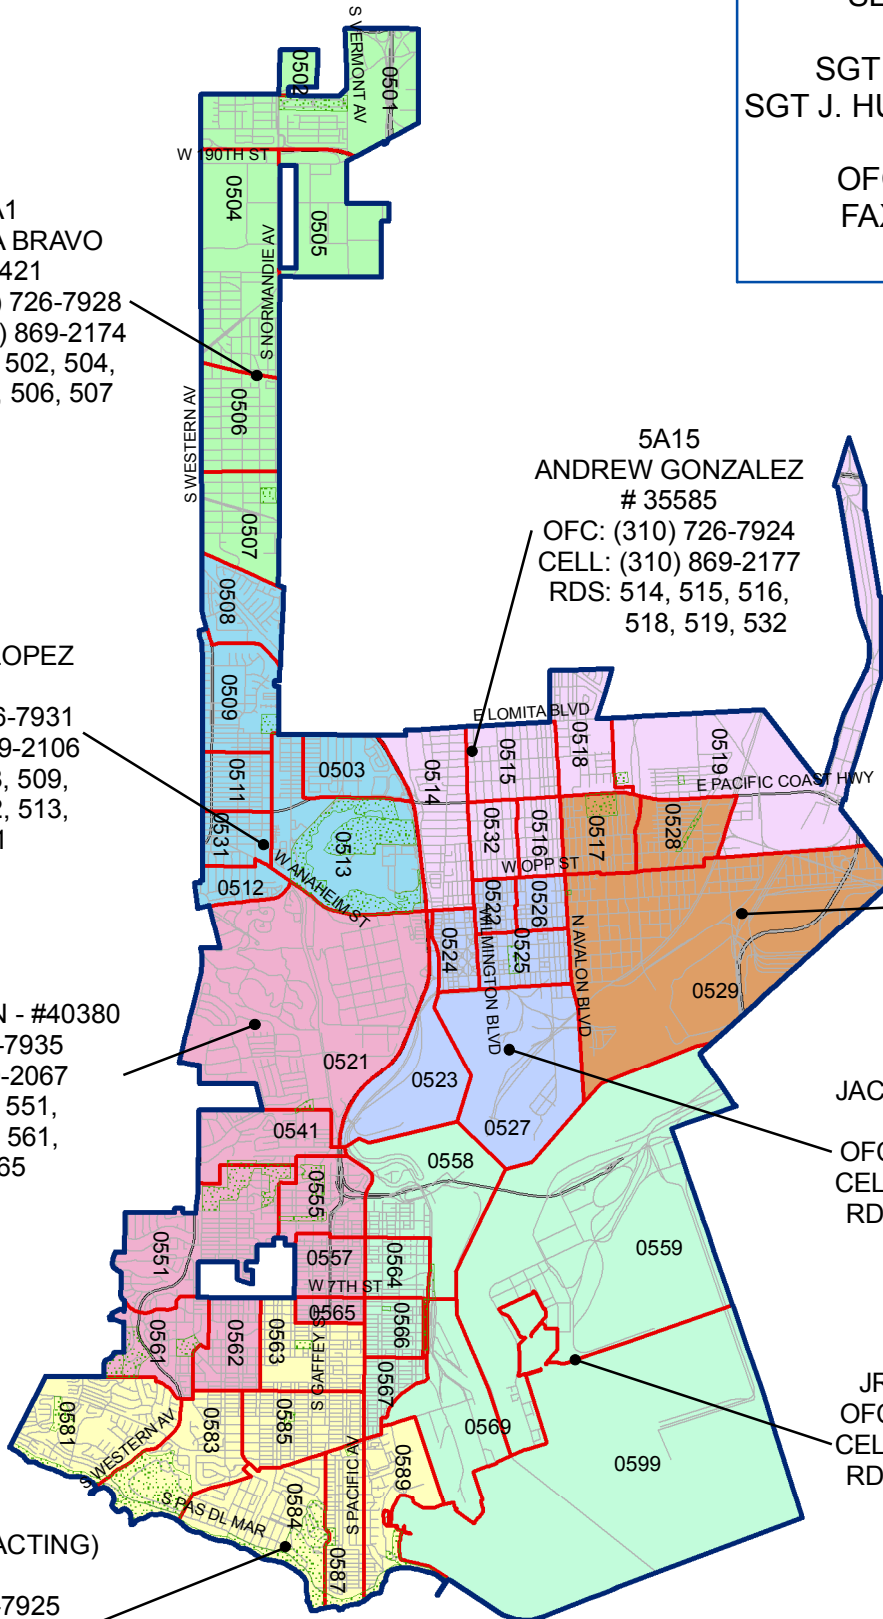 SGT
SGT J. HU
OFC
FAX
A1
A BRAVO
421
) 726-7928
) 869-2174
502, 504,
, 506, 507
5A15
ANDREW GONZALEZ
# 35585
OFC: (310) 726-7924
CELL: (310) 869-2177
RDS: 514, 515, 516,
518, 519, 532
LOPEZ
6-7931
9-2106
8, 509,
2, 513,
1
N - #40380
-7935
-2067
551,
561,
65
JAC
OFC
CEL
RD
JR
OFC
CEL
RD
ACTING)
-7925
S VERMONT AV
0502
0501
W 190TH ST
0504
0505
S NORMANDIE AV
0506
S WESTERN AV
0507
0508
0509
E LOMITA BLVD
0518
0519
0515
0514
0503
0511
E PACIFIC COAST HWY
0532
0516
0517
0528
0531
0513
W OPP ST
W ANAHEIM ST
0512
0522
0526
0524
WILMINGTON BLVD
0525
N AVALON BLVD
0529
0521
0523
0527
0541
0558
0555
0551
0557
0564
0559
W 7TH ST
0565
0566
0561
0562
0563
S GAFFEY ST
0567
0569
0581
S WESTERN AV
0583
0585
S PACIFIC AV
0589
0599
S PAS DL MAR
0584
0587